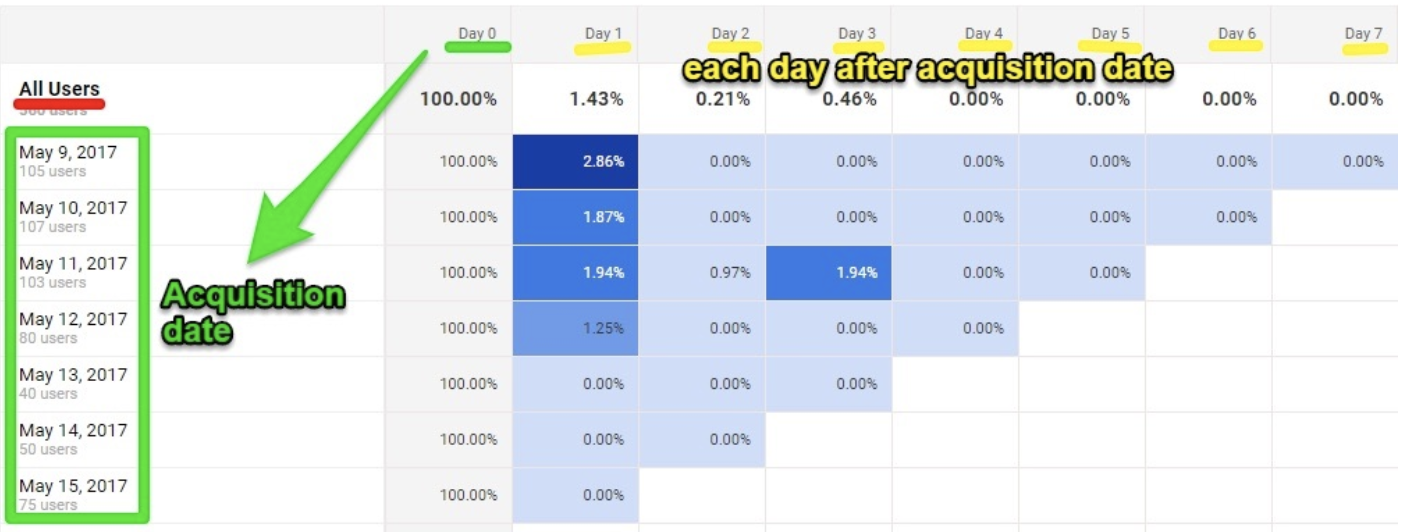 Day 0 Day 1 Day 2 Day 3 Day 4 Day 5 Day 6 Day 7
each day after acquisition date
All Users 100.00% 1.43% 0.21% 0.46% 0.00% 0.00% 0.00% 0.00%
users
May 9, 2017 100.00% 2.86% 0.00% 0.00% 0.00% 0.00% 0.00% 0.00%
105 users
May 10, 2017 100.00% 1.87% 0.00% 0.00% 0.00% 0.00% 0.00%
107 users
May 11, 2017 100.00% 1.94% 0.97% 1.94% 0.00% 0.00%
103 users
Acquisition
date
May 12, 2017 100.00% 1.25% 0.00% 0.00% 0.00%
80 users
May 13, 2017 100.00% 0.00% 0.00% 0.00%
40 users
May 14, 2017 100.00% 0.00% 0.00%
50 users
May 15, 2017 100.00% 0.00%
75 users